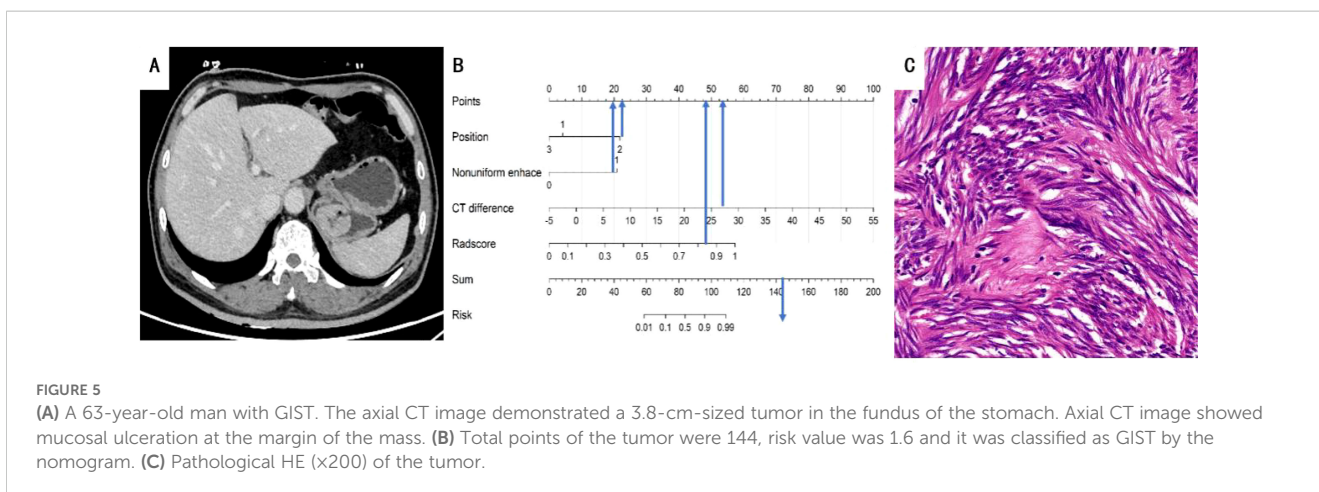 A
B
C
0 10 20 30 40 50 60 70 80 90 100
Points
1
Position
3 2
1
Nonuniform enhace
0
CT difference
-5 0 5 10 15 20 25 30 35 40 45 50 55
Radscore
0 0.1 0.3 0.5 0.7 0.9 1
Sum
0 20 40 60 80 100 120 140 160 180 200
Risk
0.01 0.1 0.5 0.9 0.99
FIGURE 5
(A) A 63-year-old man with GIST. The axial CT image demonstrated a 3.8-cm-sized tumor in the fundus of the stomach. Axial CT image showed
mucosal ulceration at the margin of the mass. (B) Total points of the tumor were 144, risk value was 1.6 and it was classified as GIST by the
nomogram. (C) Pathological HE (×200) of the tumor.